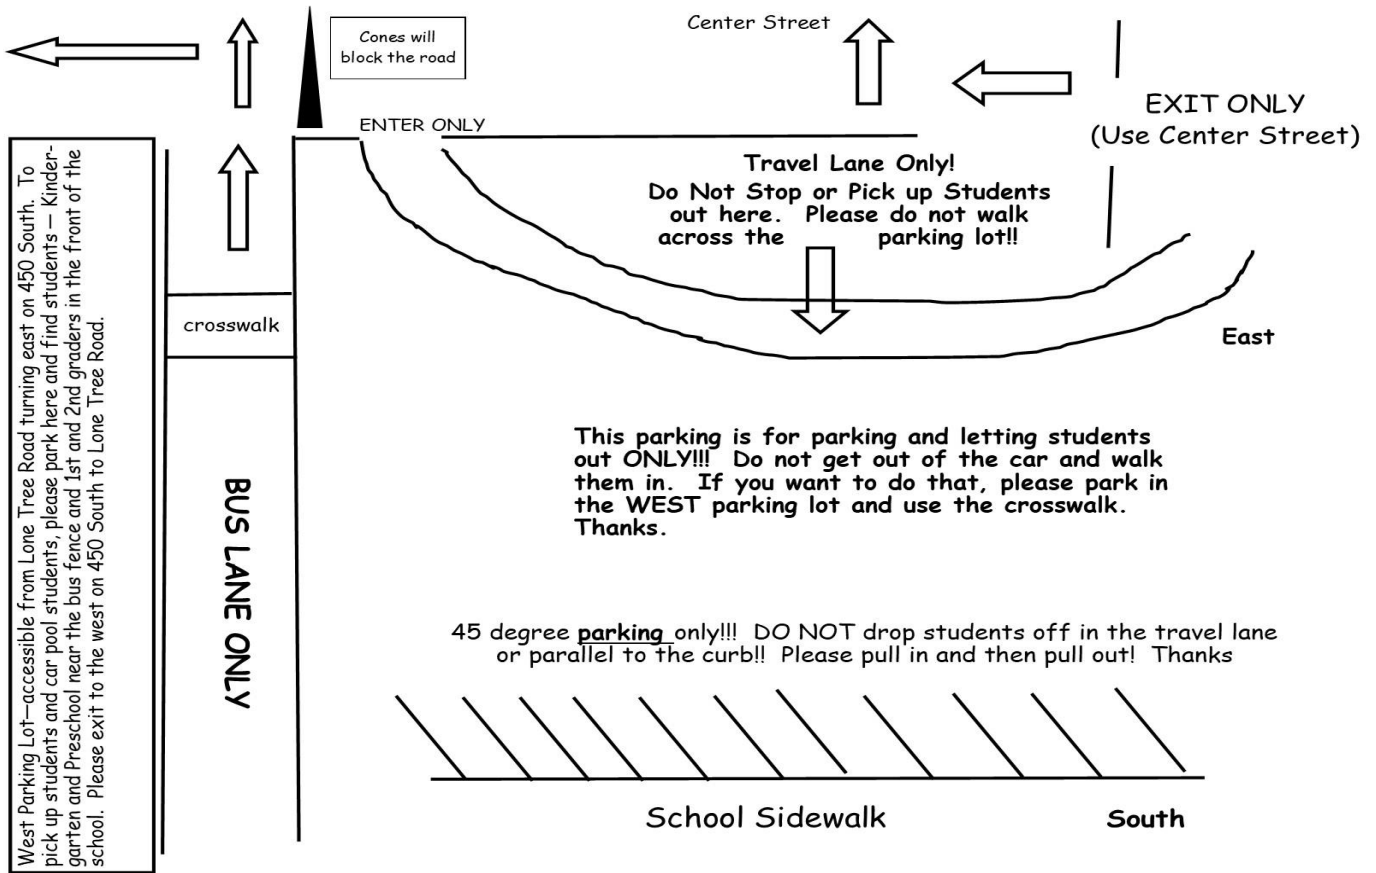 Cones will
block the road
Center Street
EXIT ONLY
(Use Center Street)
ENTER ONLY
Travel Lane Only!
Do Not Stop or Pick up Students
out here. Please do not walk
across the parking lot!!
crosswalk
East
West Parking Lot—accessible from Lone Tree Road turning east on 450 South. To
pick up students and car pool students, please park here and find students — Kinder-
garten and Preschool near the bus fence and 1st and 2nd graders in the front of the
school. Please exit to the west on 450 South to Lone Tree Road.
BUS LANE ONLY
This parking is for parking and letting students
out ONLY!!! Do not get out of the car and walk
them in. If you want to do that, please park in
the WEST parking lot and use the crosswalk.
Thanks.
45 degree parking only!!! DO NOT drop students off in the travel lane
or parallel to the curb!! Please pull in and then pull out! Thanks
School Sidewalk
South